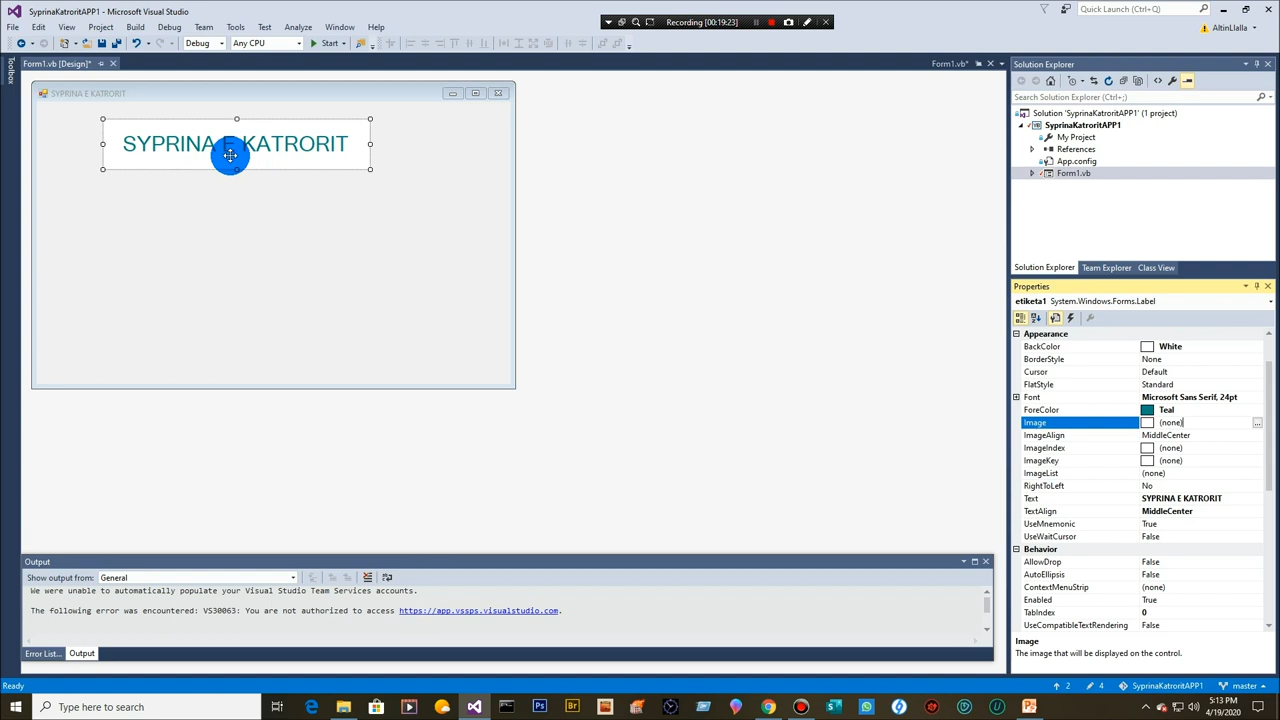 SyprinaKatroritAPP1 - Microsoft Visual Studio
Recording [00:19:23]
1
Quick Launch (Ctrl+Q)
File Edit View Project Build Debug Team Tools Test Analyze Window Help
AltinLlalla
Debug Any CPU Start
Toolbox
Form1.vb [Design]*
Form1.vb*
SYPRINA E KATRORIT
SYPRINA E KATRORIT
Solution Explorer
Search Solution Explorer (Ctrl+;)
Solution 'SyprinaKatroritAPP1' (1 project)
SyprinaKatroritAPP1
My Project
References
App.config
Form1.vb
Solution Explorer Team Explorer Class View
Properties
etiketa1 System.Windows.Forms.Label
Appearance
BackColor White
BorderStyle None
Cursor Default
FlatStyle Standard
Font Microsoft Sans Serif, 24pt
ForeColor Teal
Image (none)
ImageAlign MiddleCenter
ImageIndex (none)
ImageKey (none)
ImageList (none)
RightToLeft No
Text SYPRINA E KATRORIT
TextAlign MiddleCenter
UseMnemonic True
UseWaitCursor False
Behavior
AllowDrop False
AutoEllipsis False
ContextMenuStrip (none)
Enabled True
TabIndex 0
UseCompatibleTextRendering False
Image
The image that will be displayed on the control.
Output
Show output from: General
We were unable to automatically populate your Visual Studio Team Services accounts.
The following error was encountered: VS30063: You are not authorized to access https://app.vssps.visualstudio.com.
Error List... Output
Ready
2 4 SyprinaKatroritAPP1 master
Type here to search
5:13 PM
4/19/2020